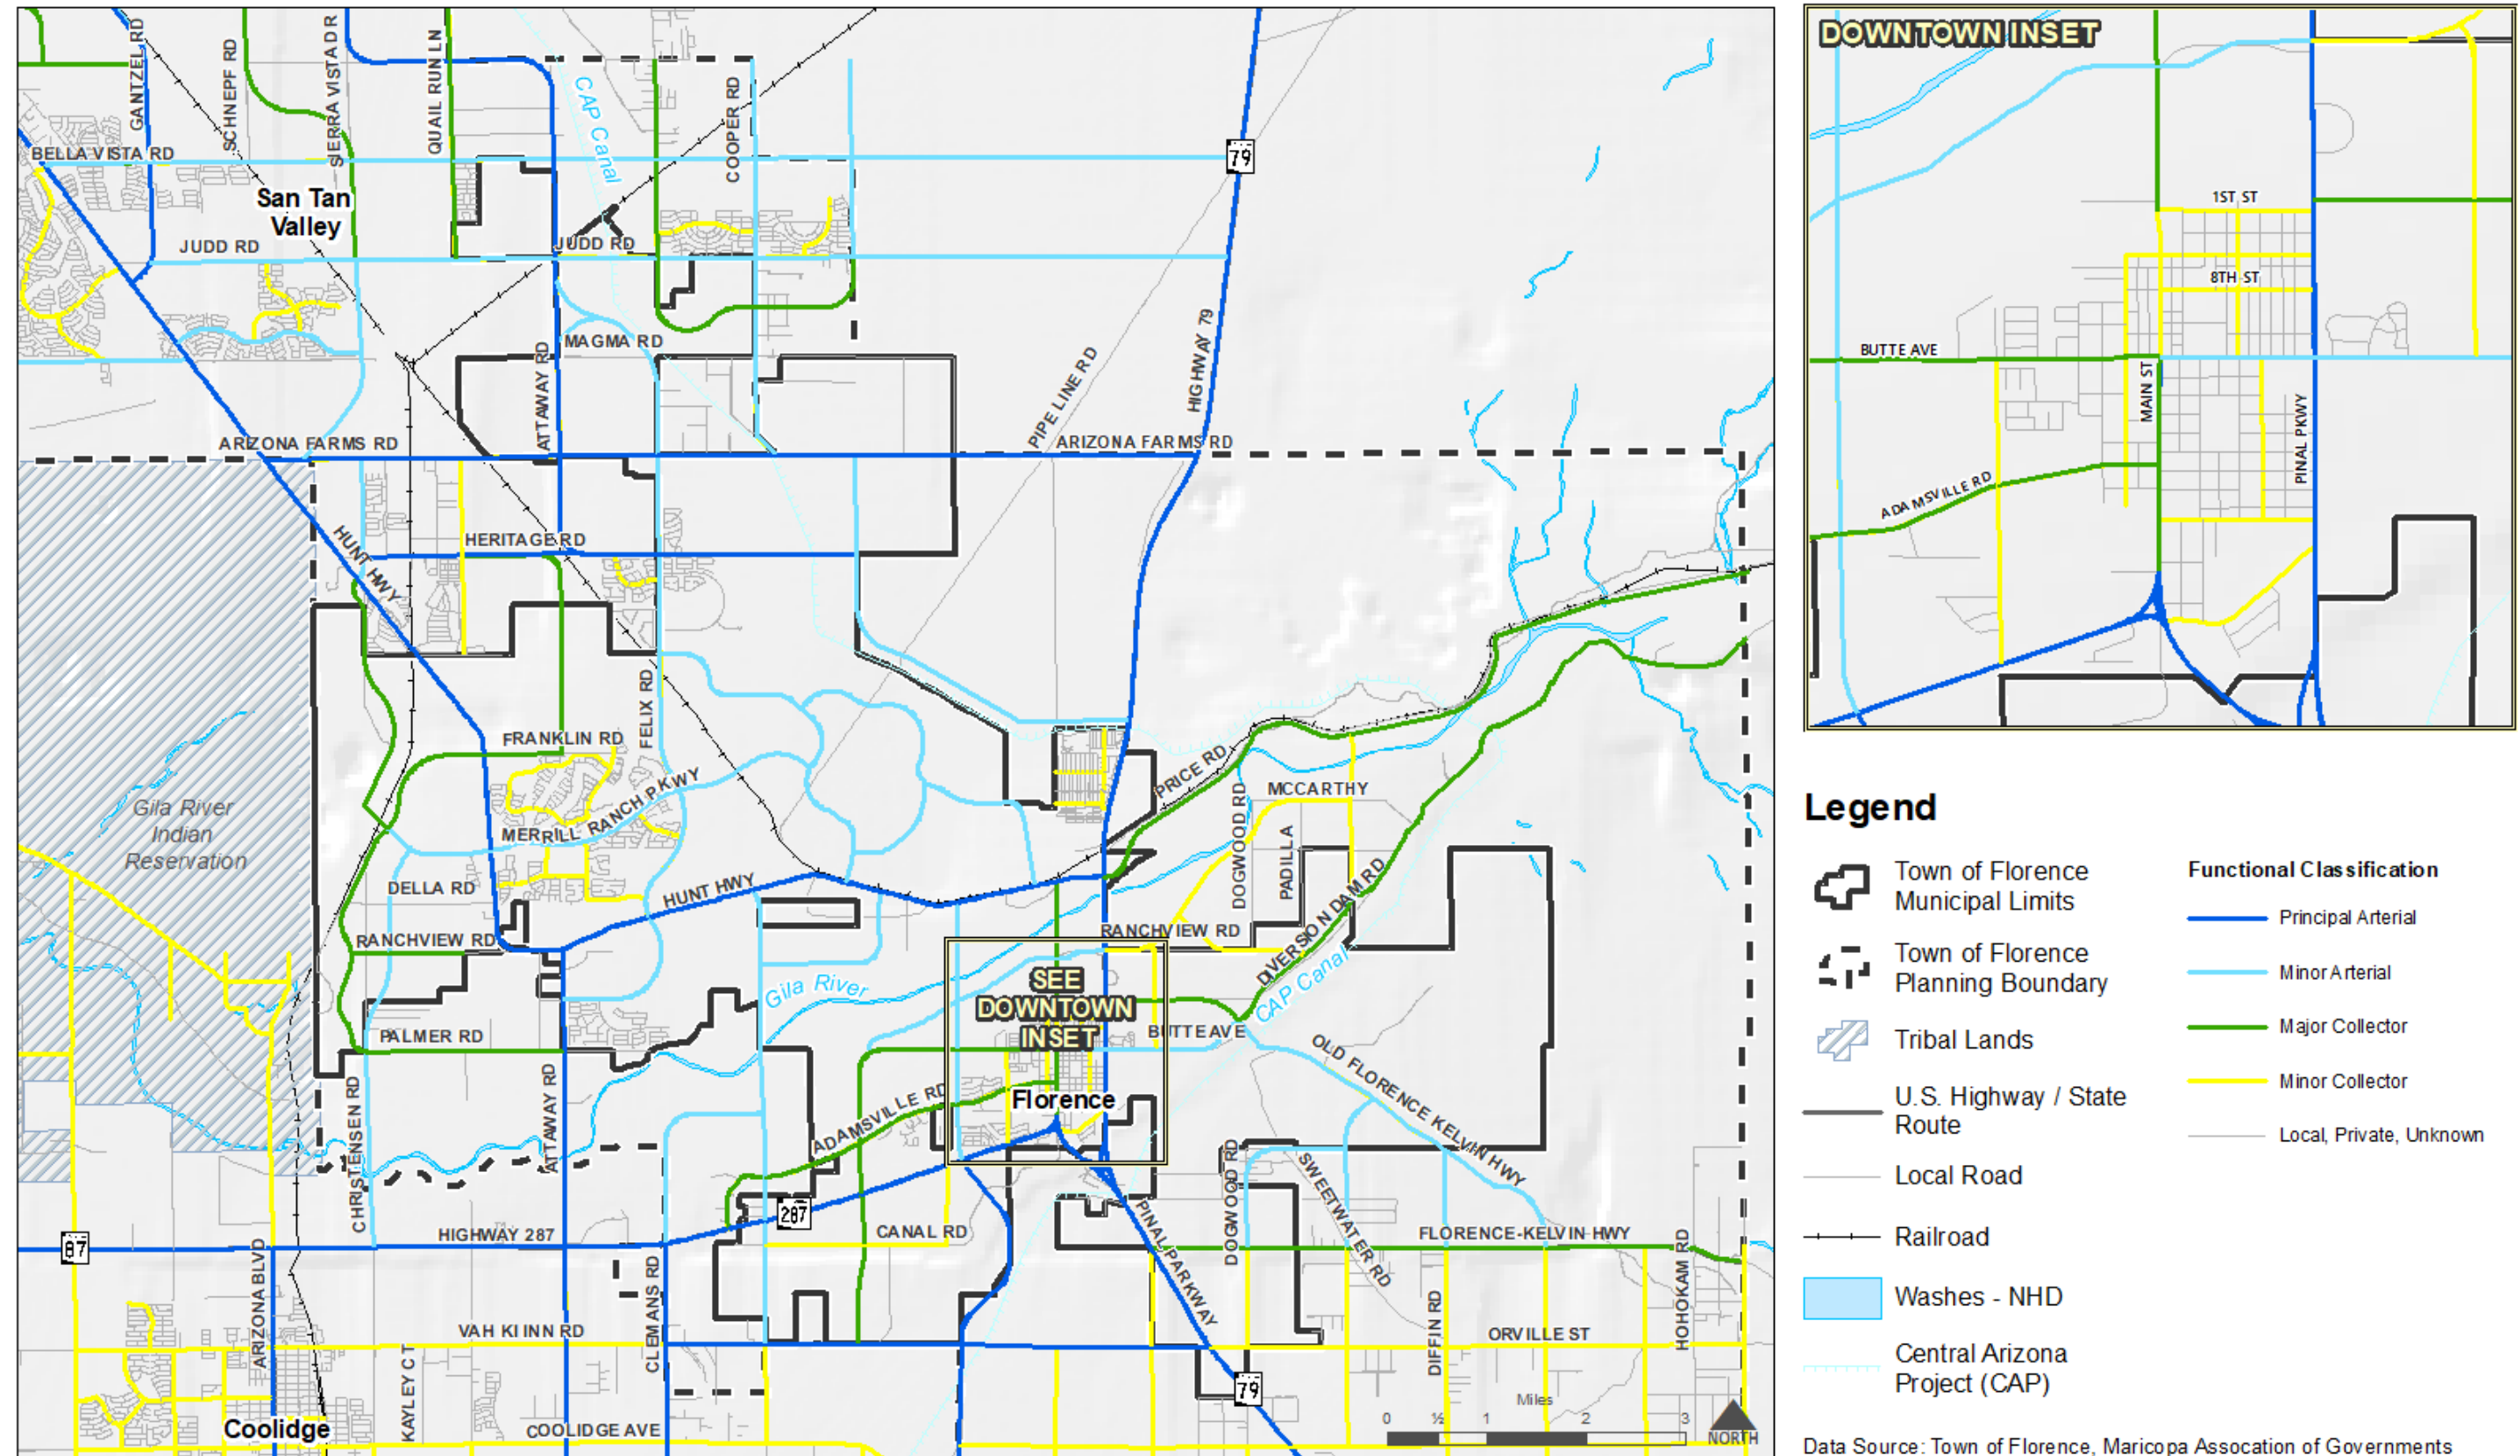 GANTZEL RD
SCHNEPF RD
SIERRA VISTA DR
QUAIL RUN LN
CAP Canal
COOPER RD
BELLA VISTA RD
79
San Tan
Valley
JUDD RD
JUDD RD
MAGMA RD
ATTAWAY RD
HIGHWAY 79
PIPE LINE RD
ARIZONA FARMS RD
ARIZONA FARMS RD
HUNT HWY
HERITAGE RD
FELIX RD
FRANKLIN RD
MERRILL RANCH PKWY
PRICE RD
MCCARTHY
DOGWOOD RD
PADILLA
Gila River
Indian
Reservation
DELLA RD
HUNT HWY
DIVERSION DAM RD
RANCHVIEW RD
RANCHVIEW RD
SEE
DOWNTOWN
INSET
Gila River
CAP Canal
PALMER RD
BUTTE AVE
OLD FLORENCE KELVIN HWY
ADAMSVILLE RD
Florence
CHRISTENSEN RD
ATTAWAY RD
DOGWOOD RD
SWEETWATER RD
287
87
HIGHWAY 287
CANAL RD
PINAL PARKWAY
FLORENCE-KELVIN HWY
ARIZONA BLVD
CLEMANS RD
HOHOKAM RD
VAH KI INN RD
DIFFIN RD
ORVILLE ST
KAYLEY CT
79
Coolidge
COOLIDGE AVE
Miles
0 ½ 1 2 3
NORTH
DOWNTOWN INSET
1ST ST
8TH ST
BUTTE AVE
MAIN ST
PINAL PKWY
ADAMSVILLE RD
Legend
Town of Florence
Municipal Limits
Town of Florence
Planning Boundary
Tribal Lands
U.S. Highway / State
Route
Local Road
Railroad
Washes - NHD
Central Arizona
Project (CAP)
Functional Classification
Principal Arterial
Minor Arterial
Major Collector
Minor Collector
Local, Private, Unknown
Data Source: Town of Florence, Maricopa Assocation of Governments